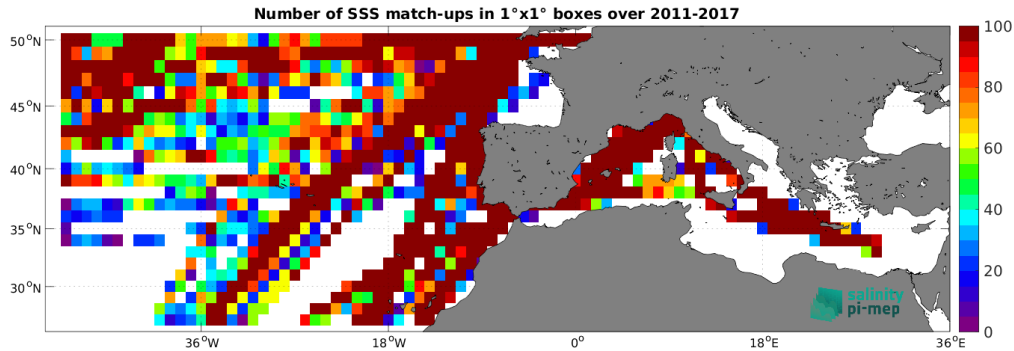 Number of SSS match-ups in 1°x1° boxes over 2011-2017
50°N
45°N
40°N
35°N
30°N
36°W
18°W
0°
18°E
36°E
100
80
60
40
20
0
salinity
pi-mep